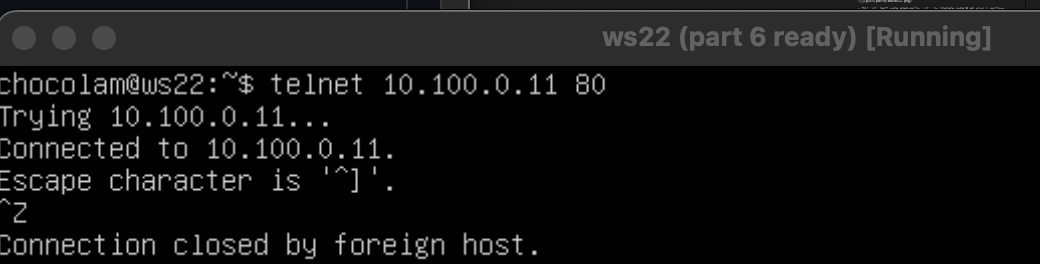 ws22 (part 6 ready) [Running]
chocolam@ws22:~$ telnet 10.100.0.11 80
Trying 10.100.0.11...
Connected to 10.100.0.11.
Escape character is '^]'.
^Z
Connection closed by foreign host.